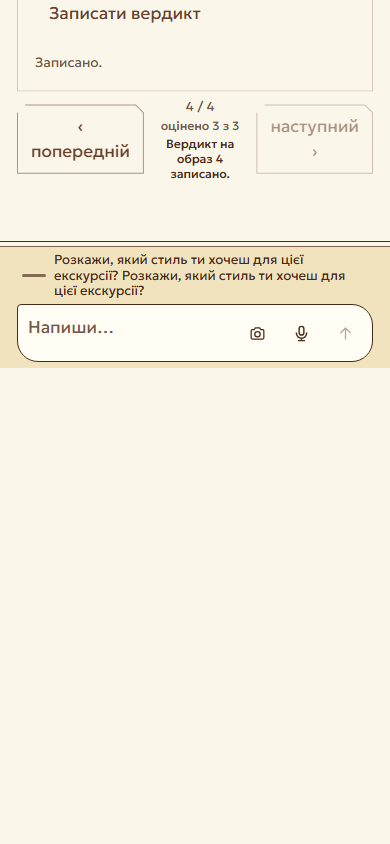 Записати вердикт
Записано.
‹
попередній
4 / 4
оцінено 3 з 3
Вердикт на
образ 4
записано.
наступний
›
Розкажи, який стиль ти хочеш для цієї
екскурсії? Розкажи, який стиль ти хочеш для
цієї екскурсії?
Напиши...